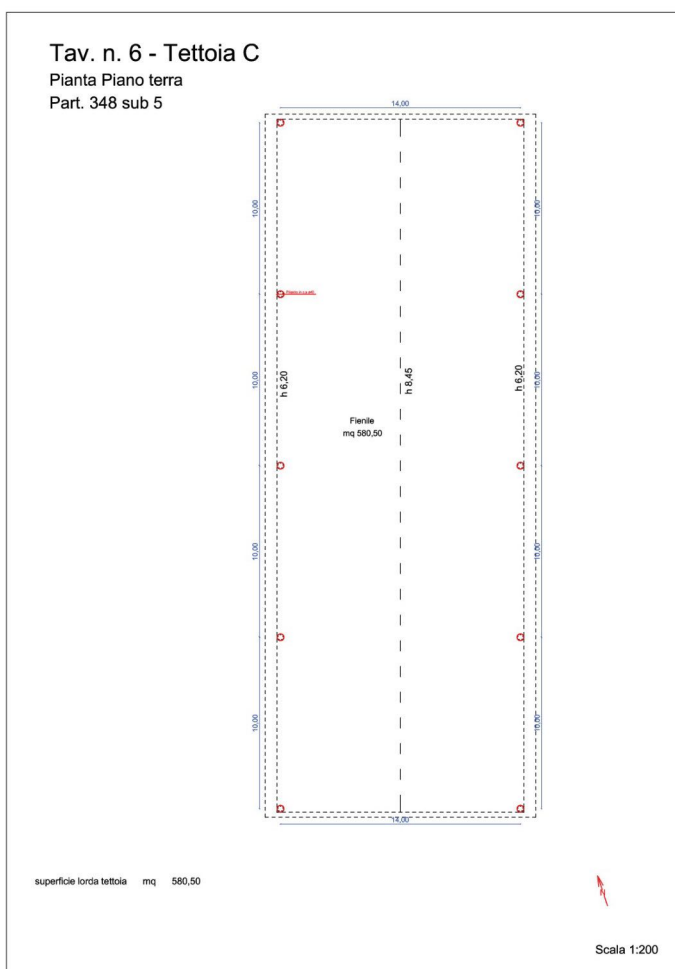 Tav. n. 6 - Tettoia C
Pianta Piano terra
Part. 348 sub 5
14,00
10,00
10,00
10,00
10,00
h 6,20
h 8,45
h 6,20
10,00
10,00
Fienile
mq 580,50
10,00
10,00
14,00
superficie lorda tettoia mq 580,50
Scala 1:200